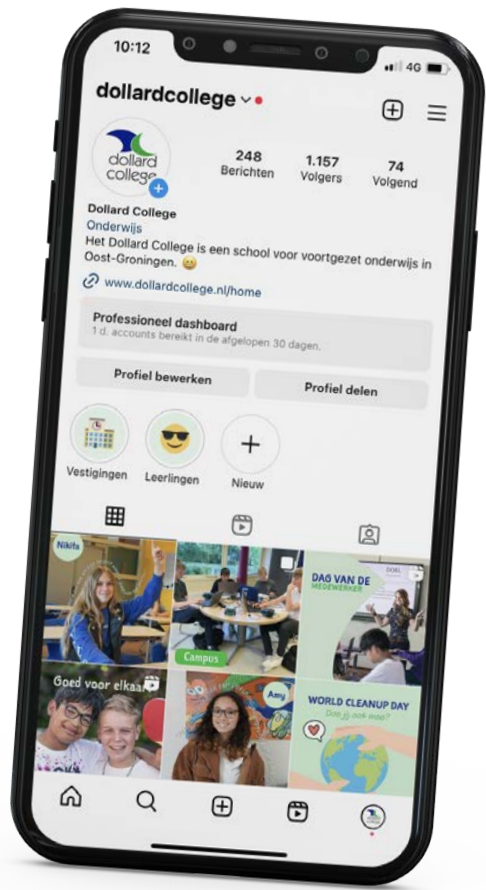 10:12
4G
dollardcollege
dollard
college
248
Berichten
1.157
Volgers
74
Volgend
Dollard College
Onderwijs
Het Dollard College is een school voor voortgezet onderwijs in
Oost-Groningen. 😀
www.dollardcollege.nl/home
Professioneel dashboard
1 d. accounts bereikt in de afgelopen 30 dagen.
Profiel bewerken
Profiel delen
Vestigingen
Leerlingen
Nieuw
Nikita
Campus
DAG VAN DE
MEDEWERKER
Goed voor elkaar
Amy
WORLD CLEANUP DAY
Doe jij ook mee?